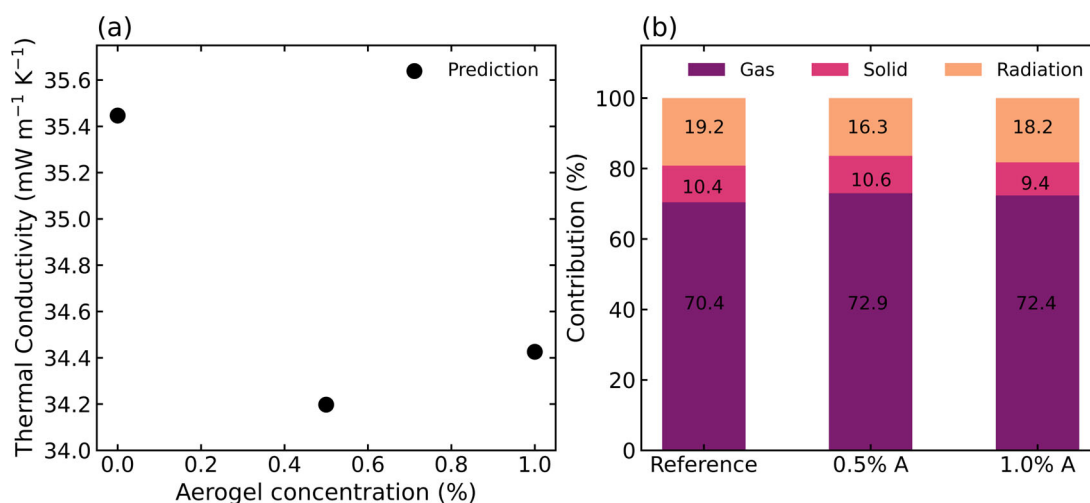 (a)
Thermal Conductivity (mW m⁻¹ K⁻¹)
35.6
35.4
35.2
35.0
34.8
34.6
34.4
34.2
34.0
Prediction
0.0 0.2 0.4 0.6 0.8 1.0
Aerogel concentration (%)
(b)
Contribution (%)
100
80
60
40
20
0
Gas Solid Radiation
19.2 16.3 18.2
10.4 10.6 9.4
70.4 72.9 72.4
Reference 0.5% A 1.0% A